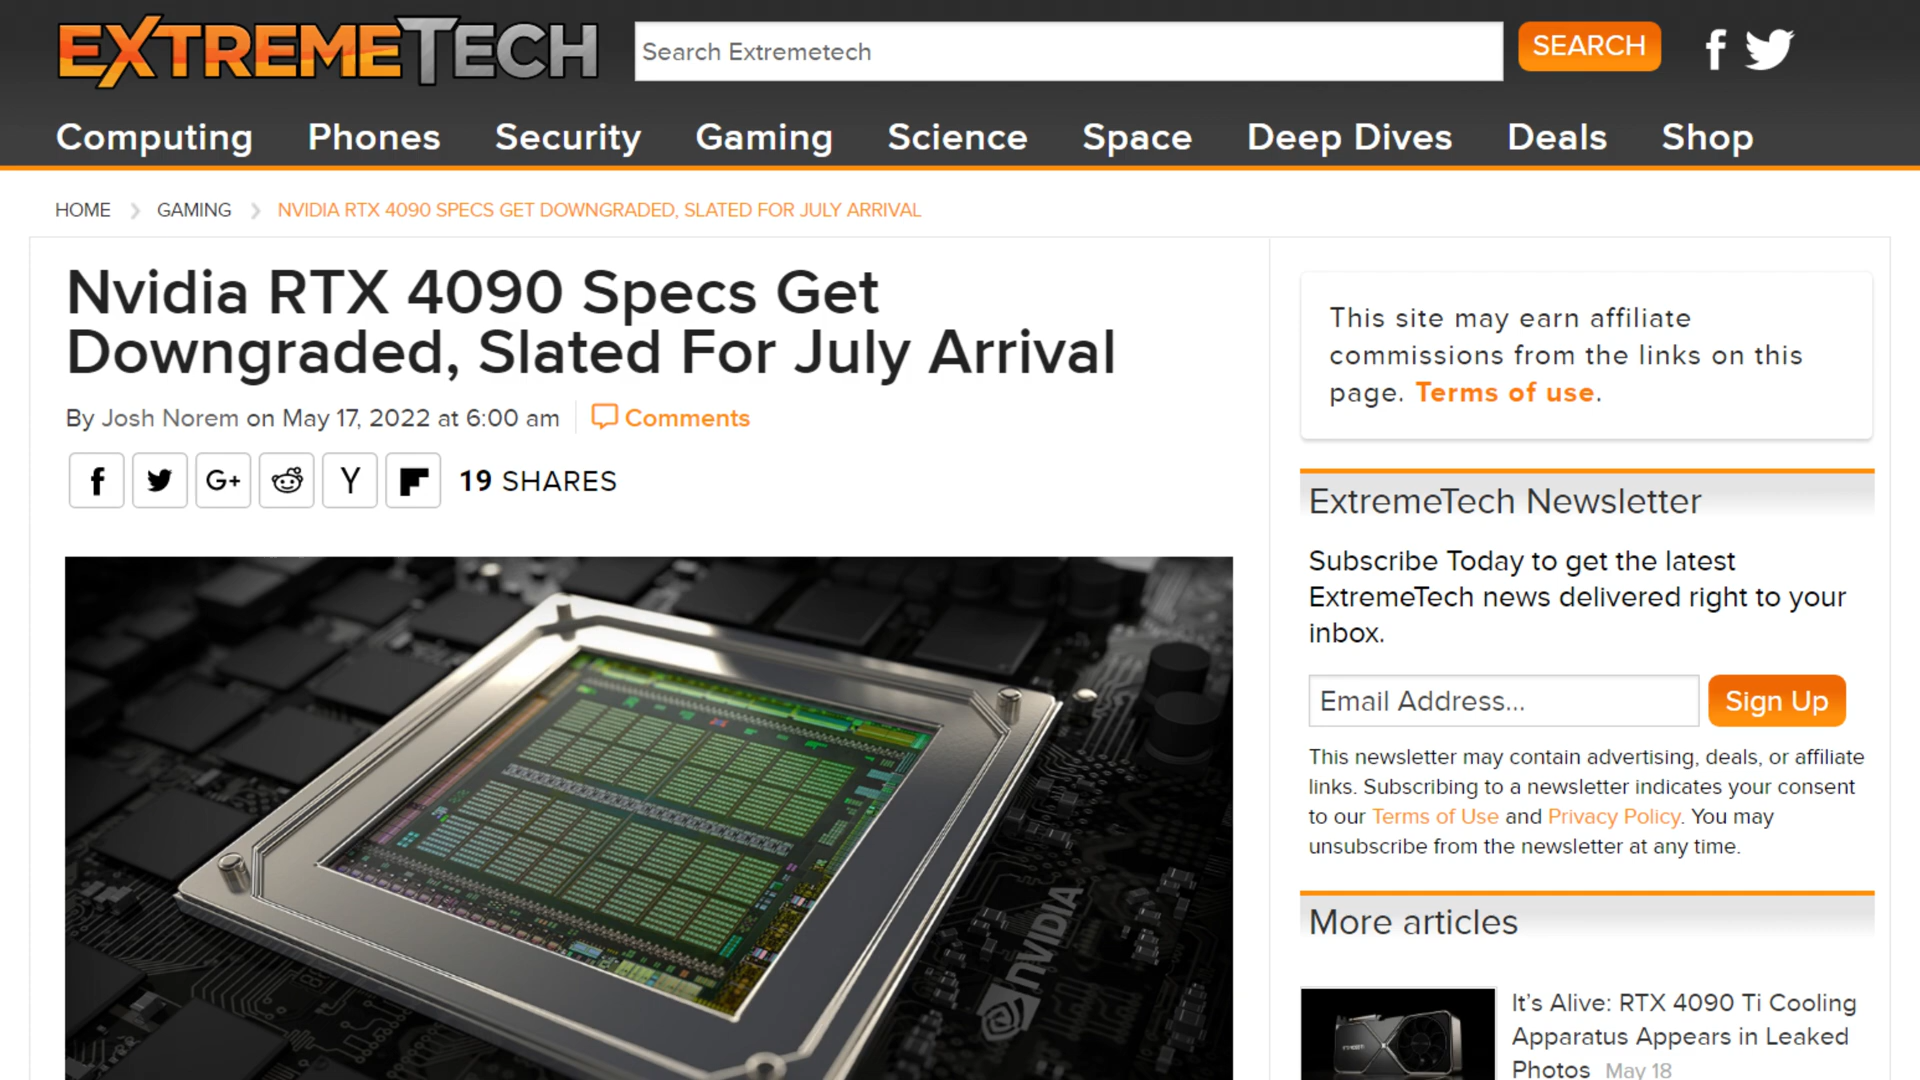 EXTREMETECH
Search Extremetech
SEARCH
Computing Phones Security Gaming Science Space Deep Dives Deals Shop
HOME GAMING NVIDIA RTX 4090 SPECS GET DOWNGRADED, SLATED FOR JULY ARRIVAL
Nvidia RTX 4090 Specs Get
Downgraded, Slated For July Arrival
By Josh Norem on May 17, 2022 at 6:00 am
Comments
f
G+
Y
19 SHARES
NVIDIA
This site may earn affiliate
commissions from the links on this
page. Terms of use.
ExtremeTech Newsletter
Subscribe Today to get the latest
ExtremeTech news delivered right to your
inbox.
Email Address...
Sign Up
This newsletter may contain advertising, deals, or affiliate
links. Subscribing to a newsletter indicates your consent
to our Terms of Use and Privacy Policy. You may
unsubscribe from the newsletter at any time.
More articles
It's Alive: RTX 4090 Ti Cooling
Apparatus Appears in Leaked
Photos May 18